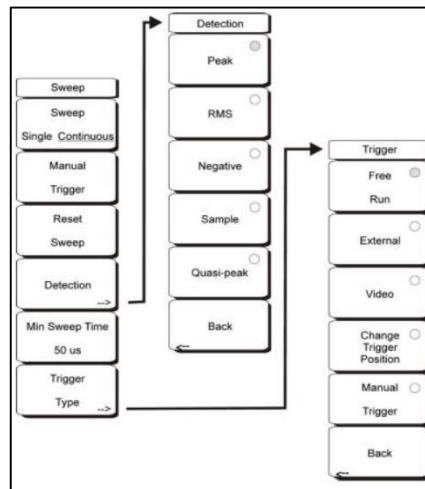 Sweep
Sweep
Single Continuous
Manual
Trigger
Reset
Sweep
Detection
-->
Min Sweep Time
50 us
Trigger
Type
-->
Detection
Peak
RMS
Negative
Sample
Quasi-peak
Back
<--
Trigger
Free
Run
External
Video
Change
Trigger
Position
Manual
Trigger
Back
<--